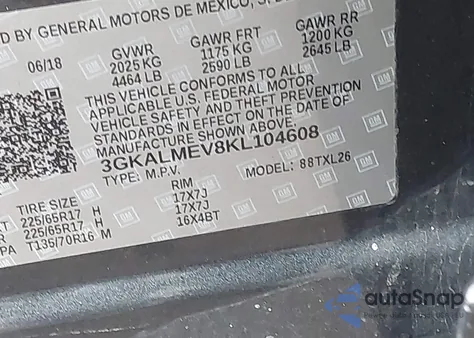 D BY GENERAL MOTORS DE MEXICO, S.
06/18 GVWR GAWR FRT GAWR RR
2025 KG 1175 KG 1200 KG
4464 LB 2590 LB 2645 LB
THIS VEHICLE CONFORMS TO ALL
APPLICABLE U.S. FEDERAL MOTOR
VEHICLE SAFETY AND THEFT PREVENTION
STANDARDS IN EFFECT ON THE DATE OF
MANUFACTURE SHOWN ABOVE.
3GKALMEV8KL104608
TYPE: M.P.V. MODEL: 88TXL26
TIRE SIZE RIM
225/65R17 H 17X7J
225/65R17 H 17X7J
PA T135/70R16 M 16X4BT
GM
autoSnap